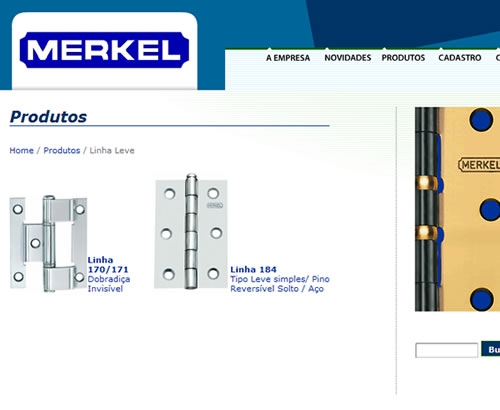 MERKEL
A EMPRESA NOVIDADES PRODUTOS CADASTRO
Produtos
Home / Produtos / Linha Leve
MERKEL
Linha
170/171
Dobradiça
Invisível
MERKEL
Linha 184
Tipo Leve simples/ Pino
Reversível Solto / Aço
Bu